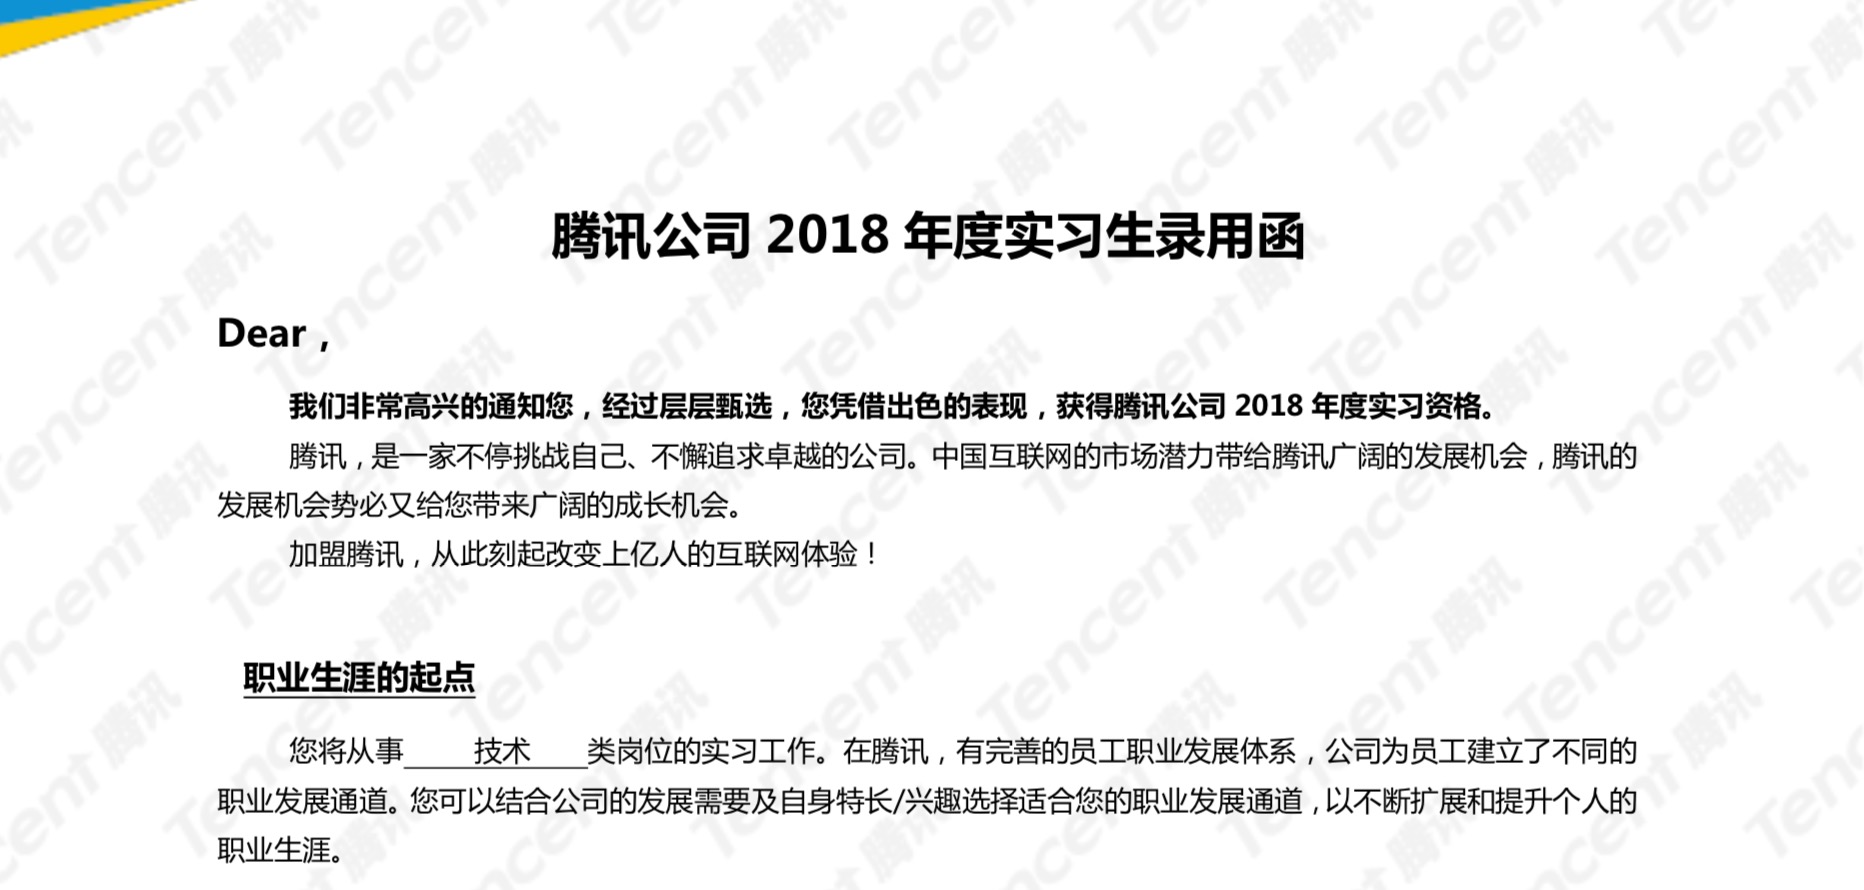 腾讯公司 2018 年度实习生录用函
Dear，
我们非常高兴的通知您，经过层层甄选，您凭借出色的表现，获得腾讯公司 2018 年度实习资格。
腾讯，是一家不停挑战自己、不懈追求卓越的公司。中国互联网的市场潜力带给腾讯广阔的发展机会，腾讯的
发展机会势必又给您带来广阔的成长机会。
加盟腾讯，从此刻起改变上亿人的互联网体验！
职业生涯的起点
您将从事 技术 类岗位的实习工作。在腾讯，有完善的员工职业发展体系，公司为员工建立了不同的
职业发展通道。您可以结合公司的发展需要及自身特长/兴趣选择适合您的职业发展通道，以不断扩展和提升个人的
职业生涯。
Tencent 腾讯